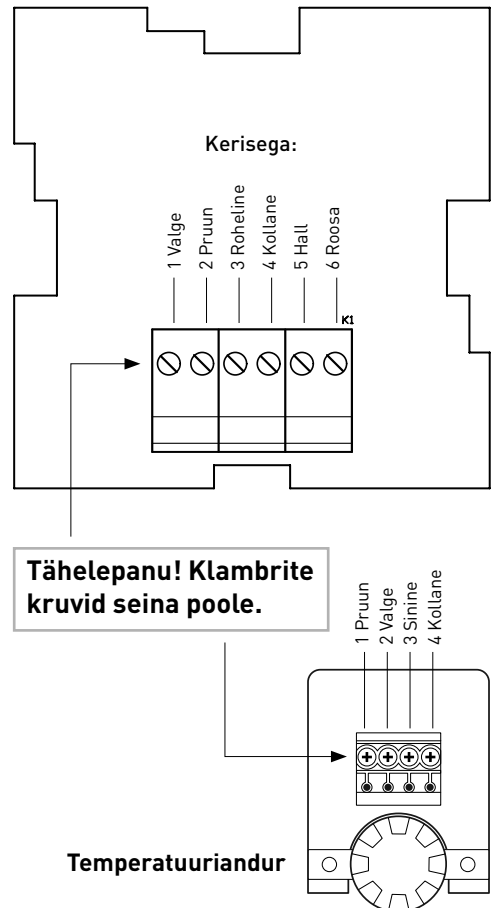 Kerisega:
1 Valge
2 Pruun
3 Roheline
4 Kollane
5 Hall
6 Roosa
K1
Tähelepanu! Klambrite
kruvid seina poole.
1 Pruun
2 Valge
3 Sinine
4 Kollane
Temperatuuriandur